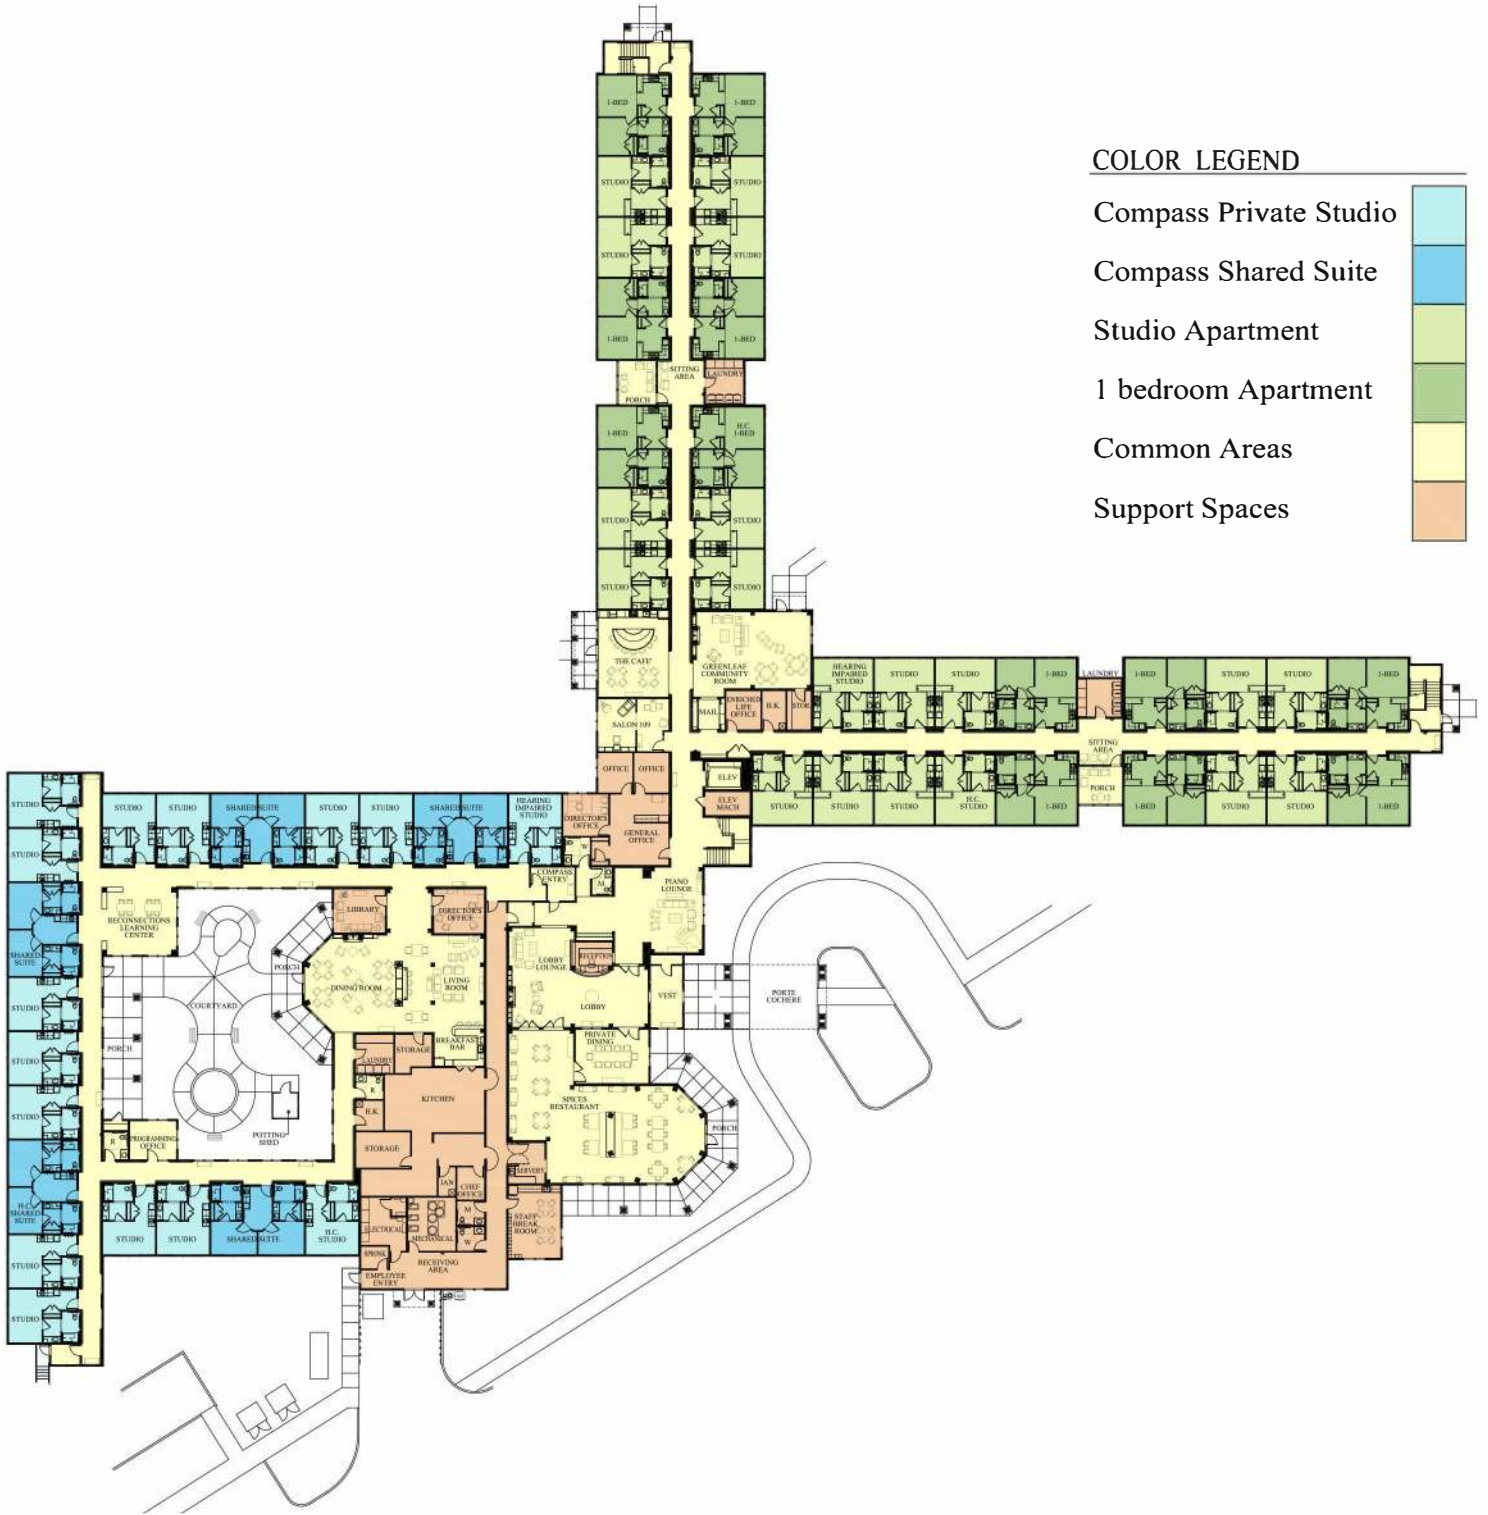 COLOR LEGEND
Compass Private Studio
Compass Shared Suite
Studio Apartment
1 bedroom Apartment
Common Areas
Support Spaces
1-BED
1-BED
STUDIO
STUDIO
STUDIO
STUDIO
1-BED
1-BED
SITTING
AREA
LAUNDRY
PORCH
1-BED
H.C.
1-BED
STUDIO
STUDIO
STUDIO
STUDIO
THE CAFE'
GREENLEAF
COMMUNITY
ROOM
SALON 109
MAIL
ENRICHED
LIFE
OFFICE
H.K.
STOR
HEARING
IMPAIRED
STUDIO
STUDIO
STUDIO
1-BED
LAUNDRY
1-BED
STUDIO
STUDIO
1-BED
SITTING
AREA
PORCH
STUDIO
STUDIO
STUDIO
H.C.
STUDIO
1-BED
1-BED
STUDIO
STUDIO
1-BED
OFFICE
OFFICE
ELEV
ELEV
MACH
DIRECTOR'S
OFFICE
GENERAL
OFFICE
W
M
COMPASS
ENTRY
PIANO
LOUNGE
STUDIO
STUDIO
STUDIO
SHARED SUITE
STUDIO
STUDIO
SHARED SUITE
HEARING
IMPAIRED
STUDIO
STUDIO
SHARED
SUITE
STUDIO
STUDIO
STUDIO
H.C.
SHARED
SUITE
STUDIO
STUDIO
RECONNECTIONS
LEARNING
CENTER
LIBRARY
DIRECTOR'S
OFFICE
PORCH
COURTYARD
PORCH
DINING ROOM
LIVING
ROOM
BREAKFAST
BAR
LOBBY
LOUNGE
RECEPTION
LOBBY
VEST
PORTE
COCHERE
PRIVATE
DINING
SPICES
RESTAURANT
PORCH
LAUNDRY
STORAGE
R
H.K.
KITCHEN
STORAGE
POTTING
SHED
R
PROGRAMMING
OFFICE
SERVERY
JAN
CHEF
OFFICE
M
W
STAFF
BREAK
ROOM
ELECTRICAL
MECHANICAL
SPRINK
RECEIVING
AREA
EMPLOYEE
ENTRY
STUDIO
STUDIO
SHARED SUITE
H.C.
STUDIO